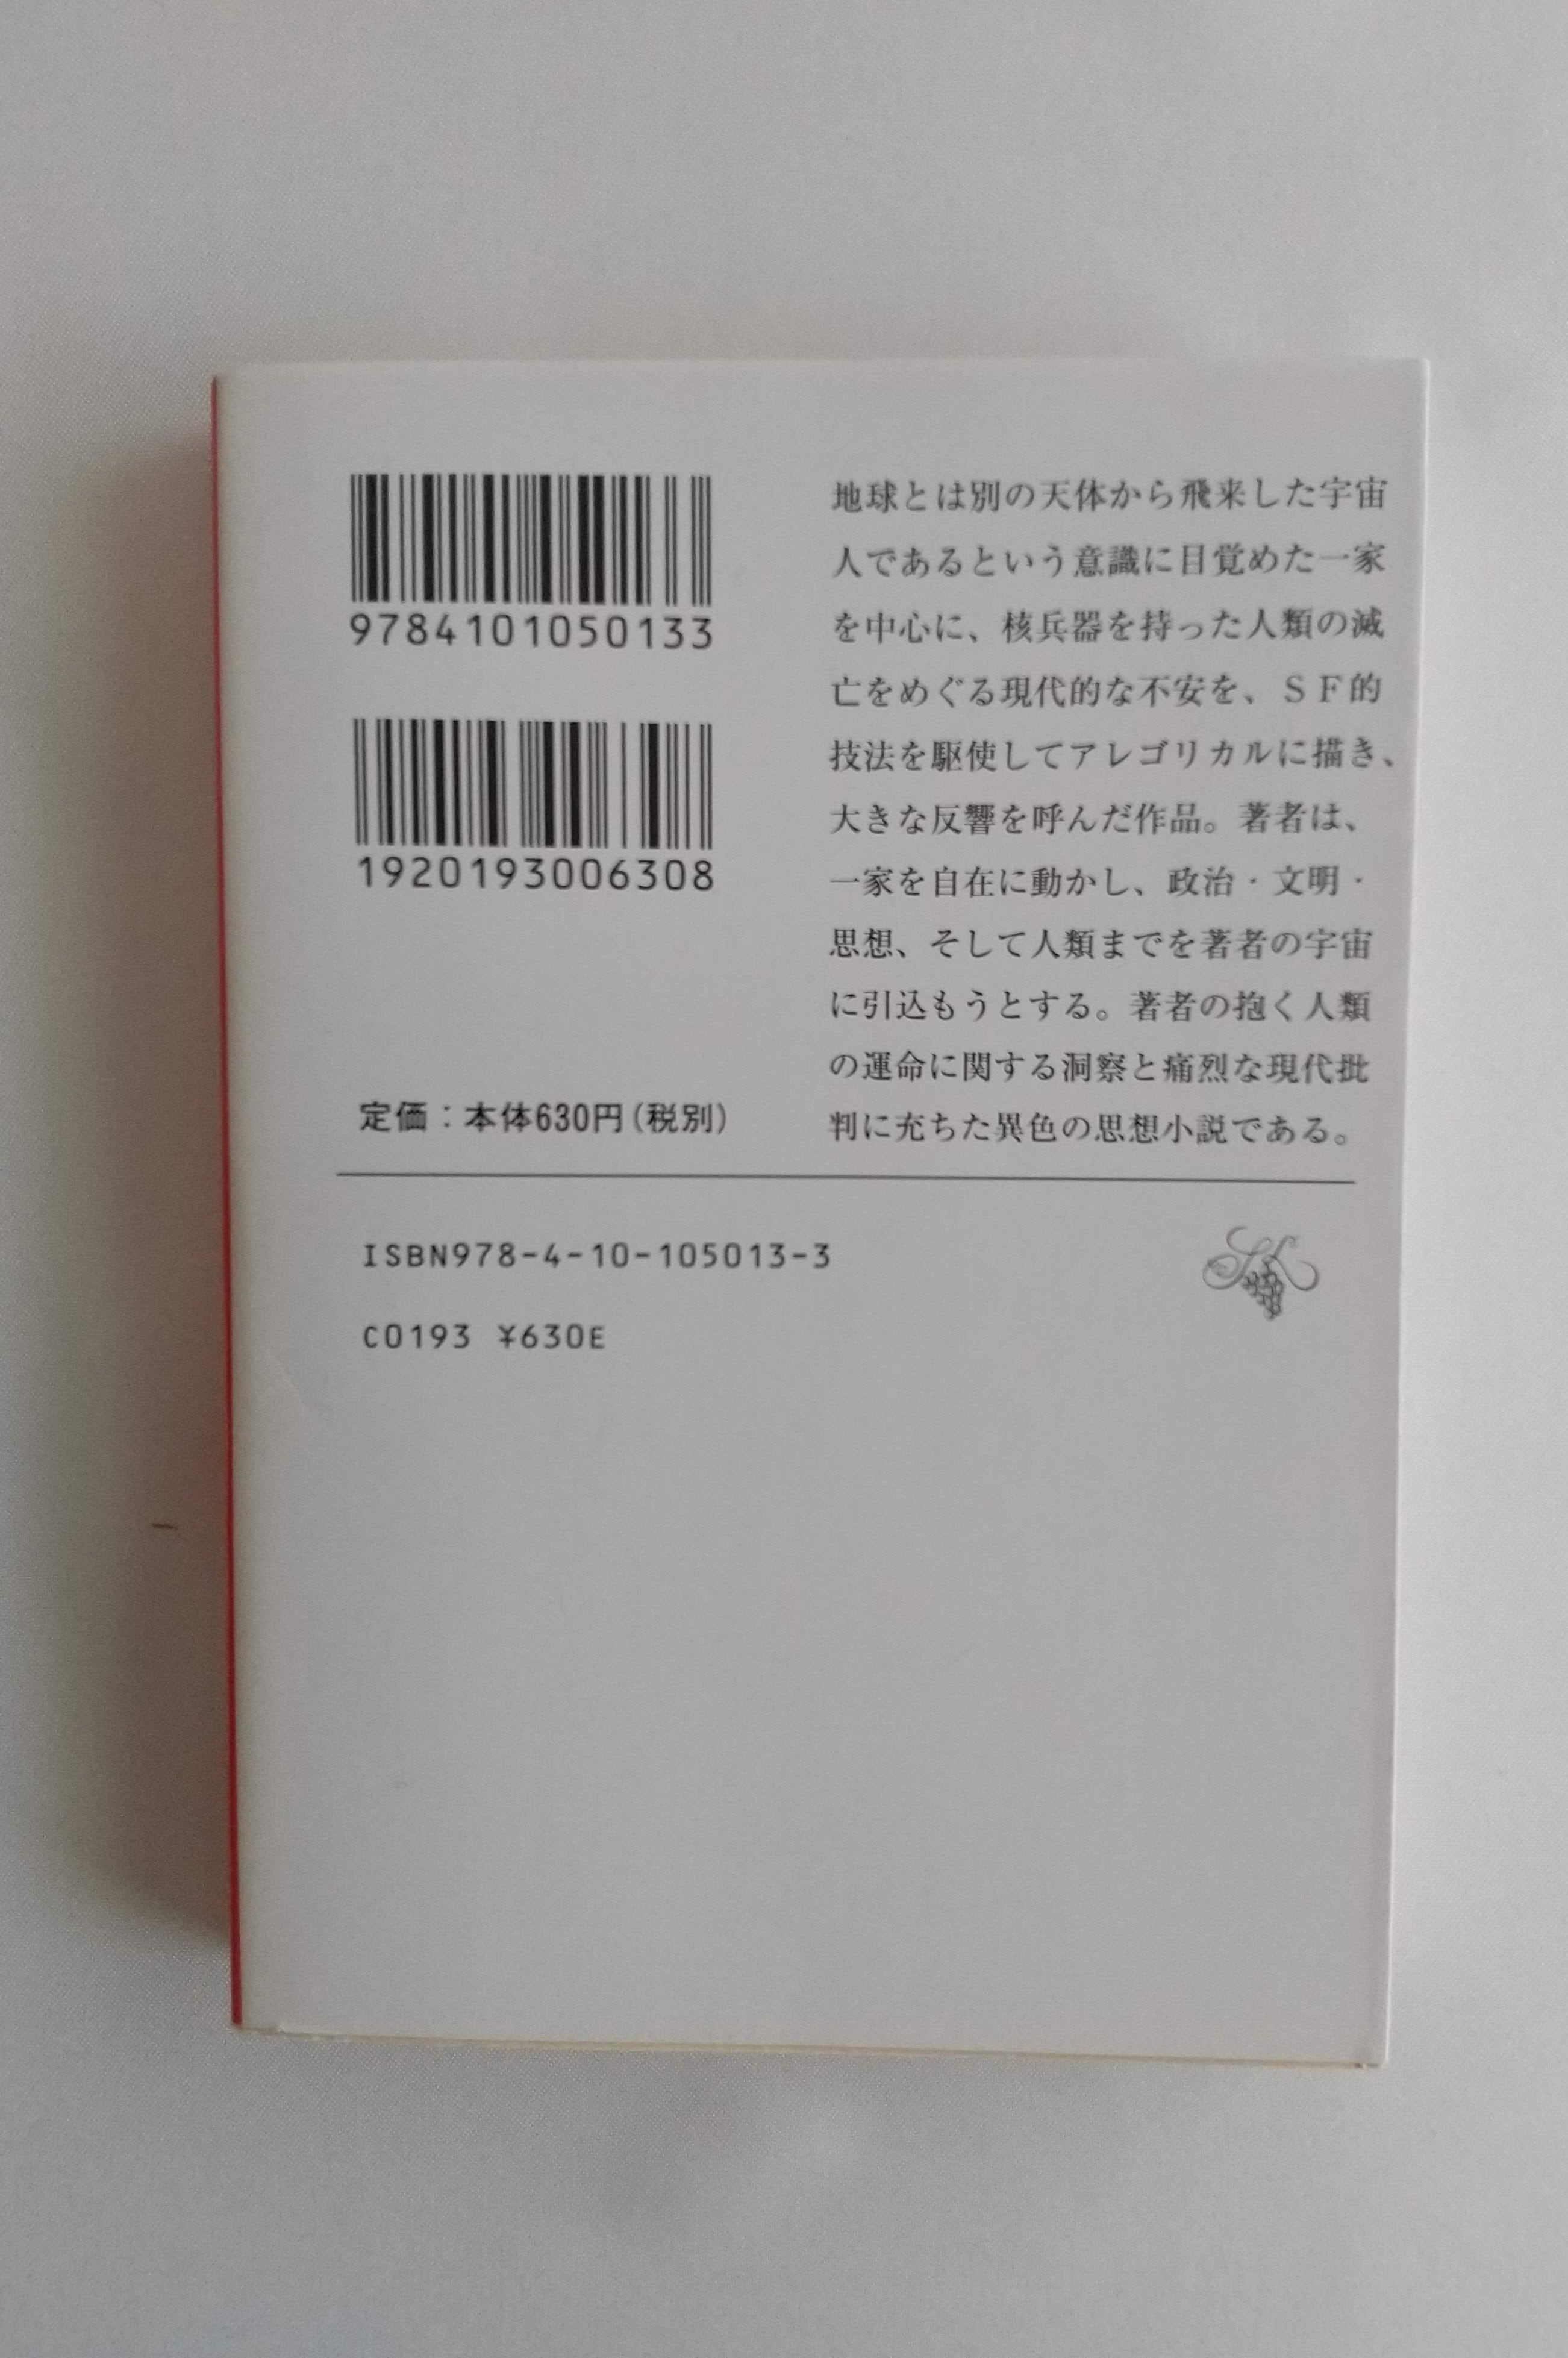 9784101050133
1920193006308
定価：本体630円（税別）
地球とは別の天体から飛来した宇宙
人であるという意識に目覚めた一家
を中心に、核兵器を持った人類の滅
亡をめぐる現代的な不安を、ＳＦ的
技法を駆使してアレゴリカルに描き、
大きな反響を呼んだ作品。著者は、
一家を自在に動かし、政治・文明・
思想、そして人類までを著者の宇宙
に引込もうとする。著者の抱く人類
の運命に関する洞察と痛烈な現代批
判に充ちた異色の思想小説である。
ISBN978-4-10-105013-3
C0193 ¥630E